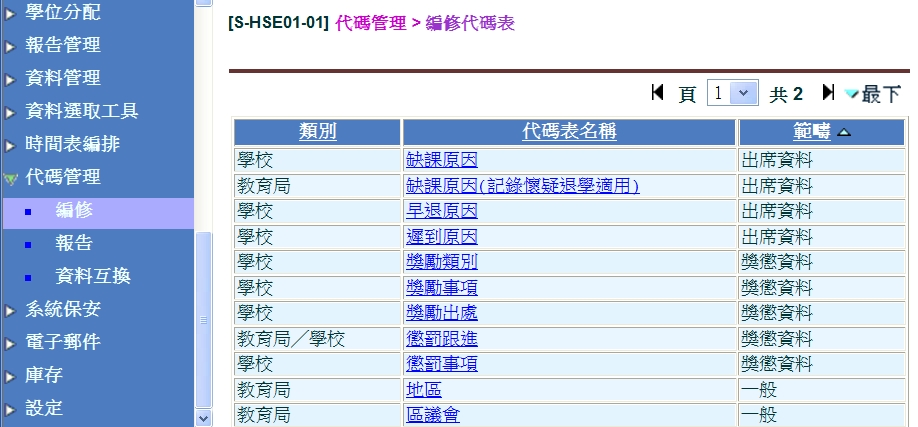 學位分配
報告管理
資料管理
資料選取工具
時間表編排
代碼管理
編修
報告
資料互換
系統保安
電子郵件
庫存
設定
[S-HSE01-01] 代碼管理 > 編修代碼表
頁 1 共 2 最下
類別 代碼表名稱 範疇
學校 缺課原因 出席資料
教育局 缺課原因(記錄懷疑退學適用) 出席資料
學校 早退原因 出席資料
學校 遲到原因 出席資料
學校 獎勵類別 獎懲資料
學校 獎勵事項 獎懲資料
學校 獎勵出處 獎懲資料
教育局／學校 懲罰跟進 獎懲資料
學校 懲罰事項 獎懲資料
教育局 地區 一般
教育局 區議會 一般